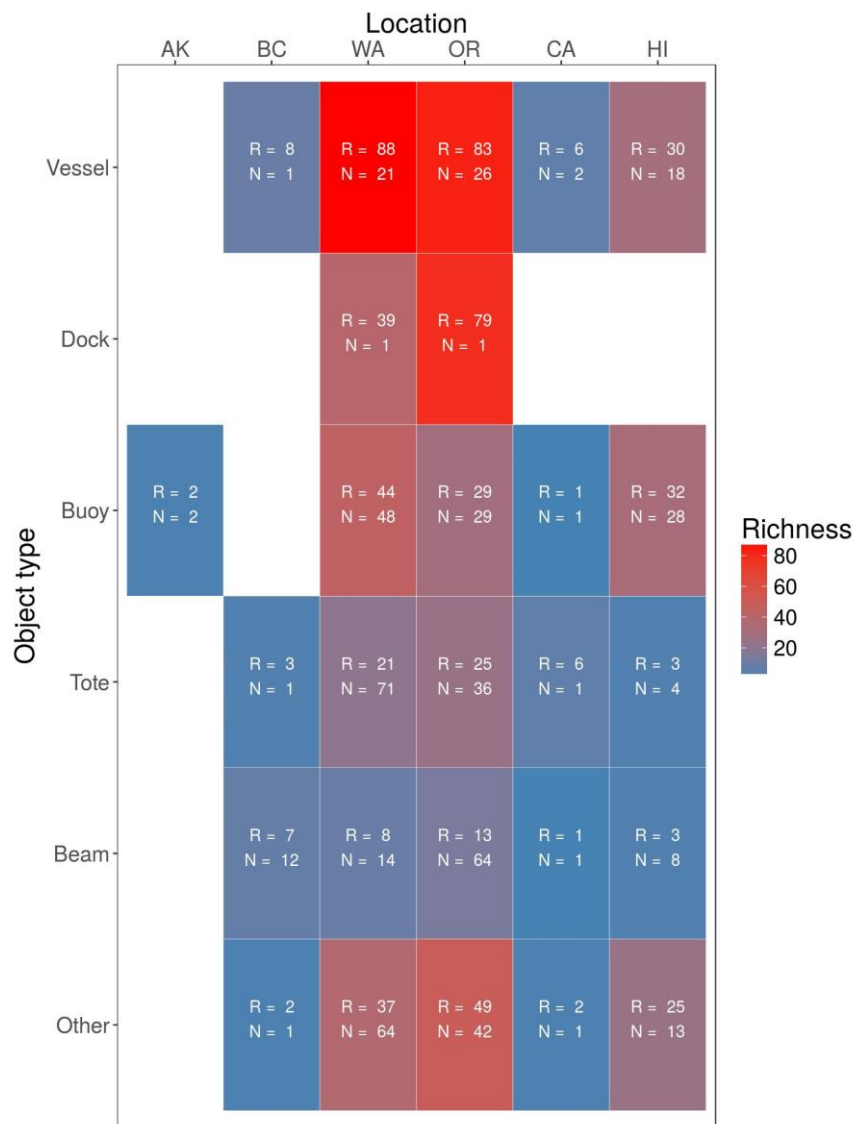 Location
AK BC WA OR CA HI
Vessel
R = 8 R = 88 R = 83 R = 6 R = 30
N = 1 N = 21 N = 26 N = 2 N = 18
Dock
R = 39 R = 79
N = 1 N = 1
Buoy
R = 2 R = 44 R = 29 R = 1 R = 32
N = 2 N = 48 N = 29 N = 1 N = 28
Tote
R = 3 R = 21 R = 25 R = 6 R = 3
N = 1 N = 71 N = 36 N = 1 N = 4
Beam
R = 7 R = 8 R = 13 R = 1 R = 3
N = 12 N = 14 N = 64 N = 1 N = 8
Other
R = 2 R = 37 R = 49 R = 2 R = 25
N = 1 N = 64 N = 42 N = 1 N = 13
Object type
Richness
80
60
40
20